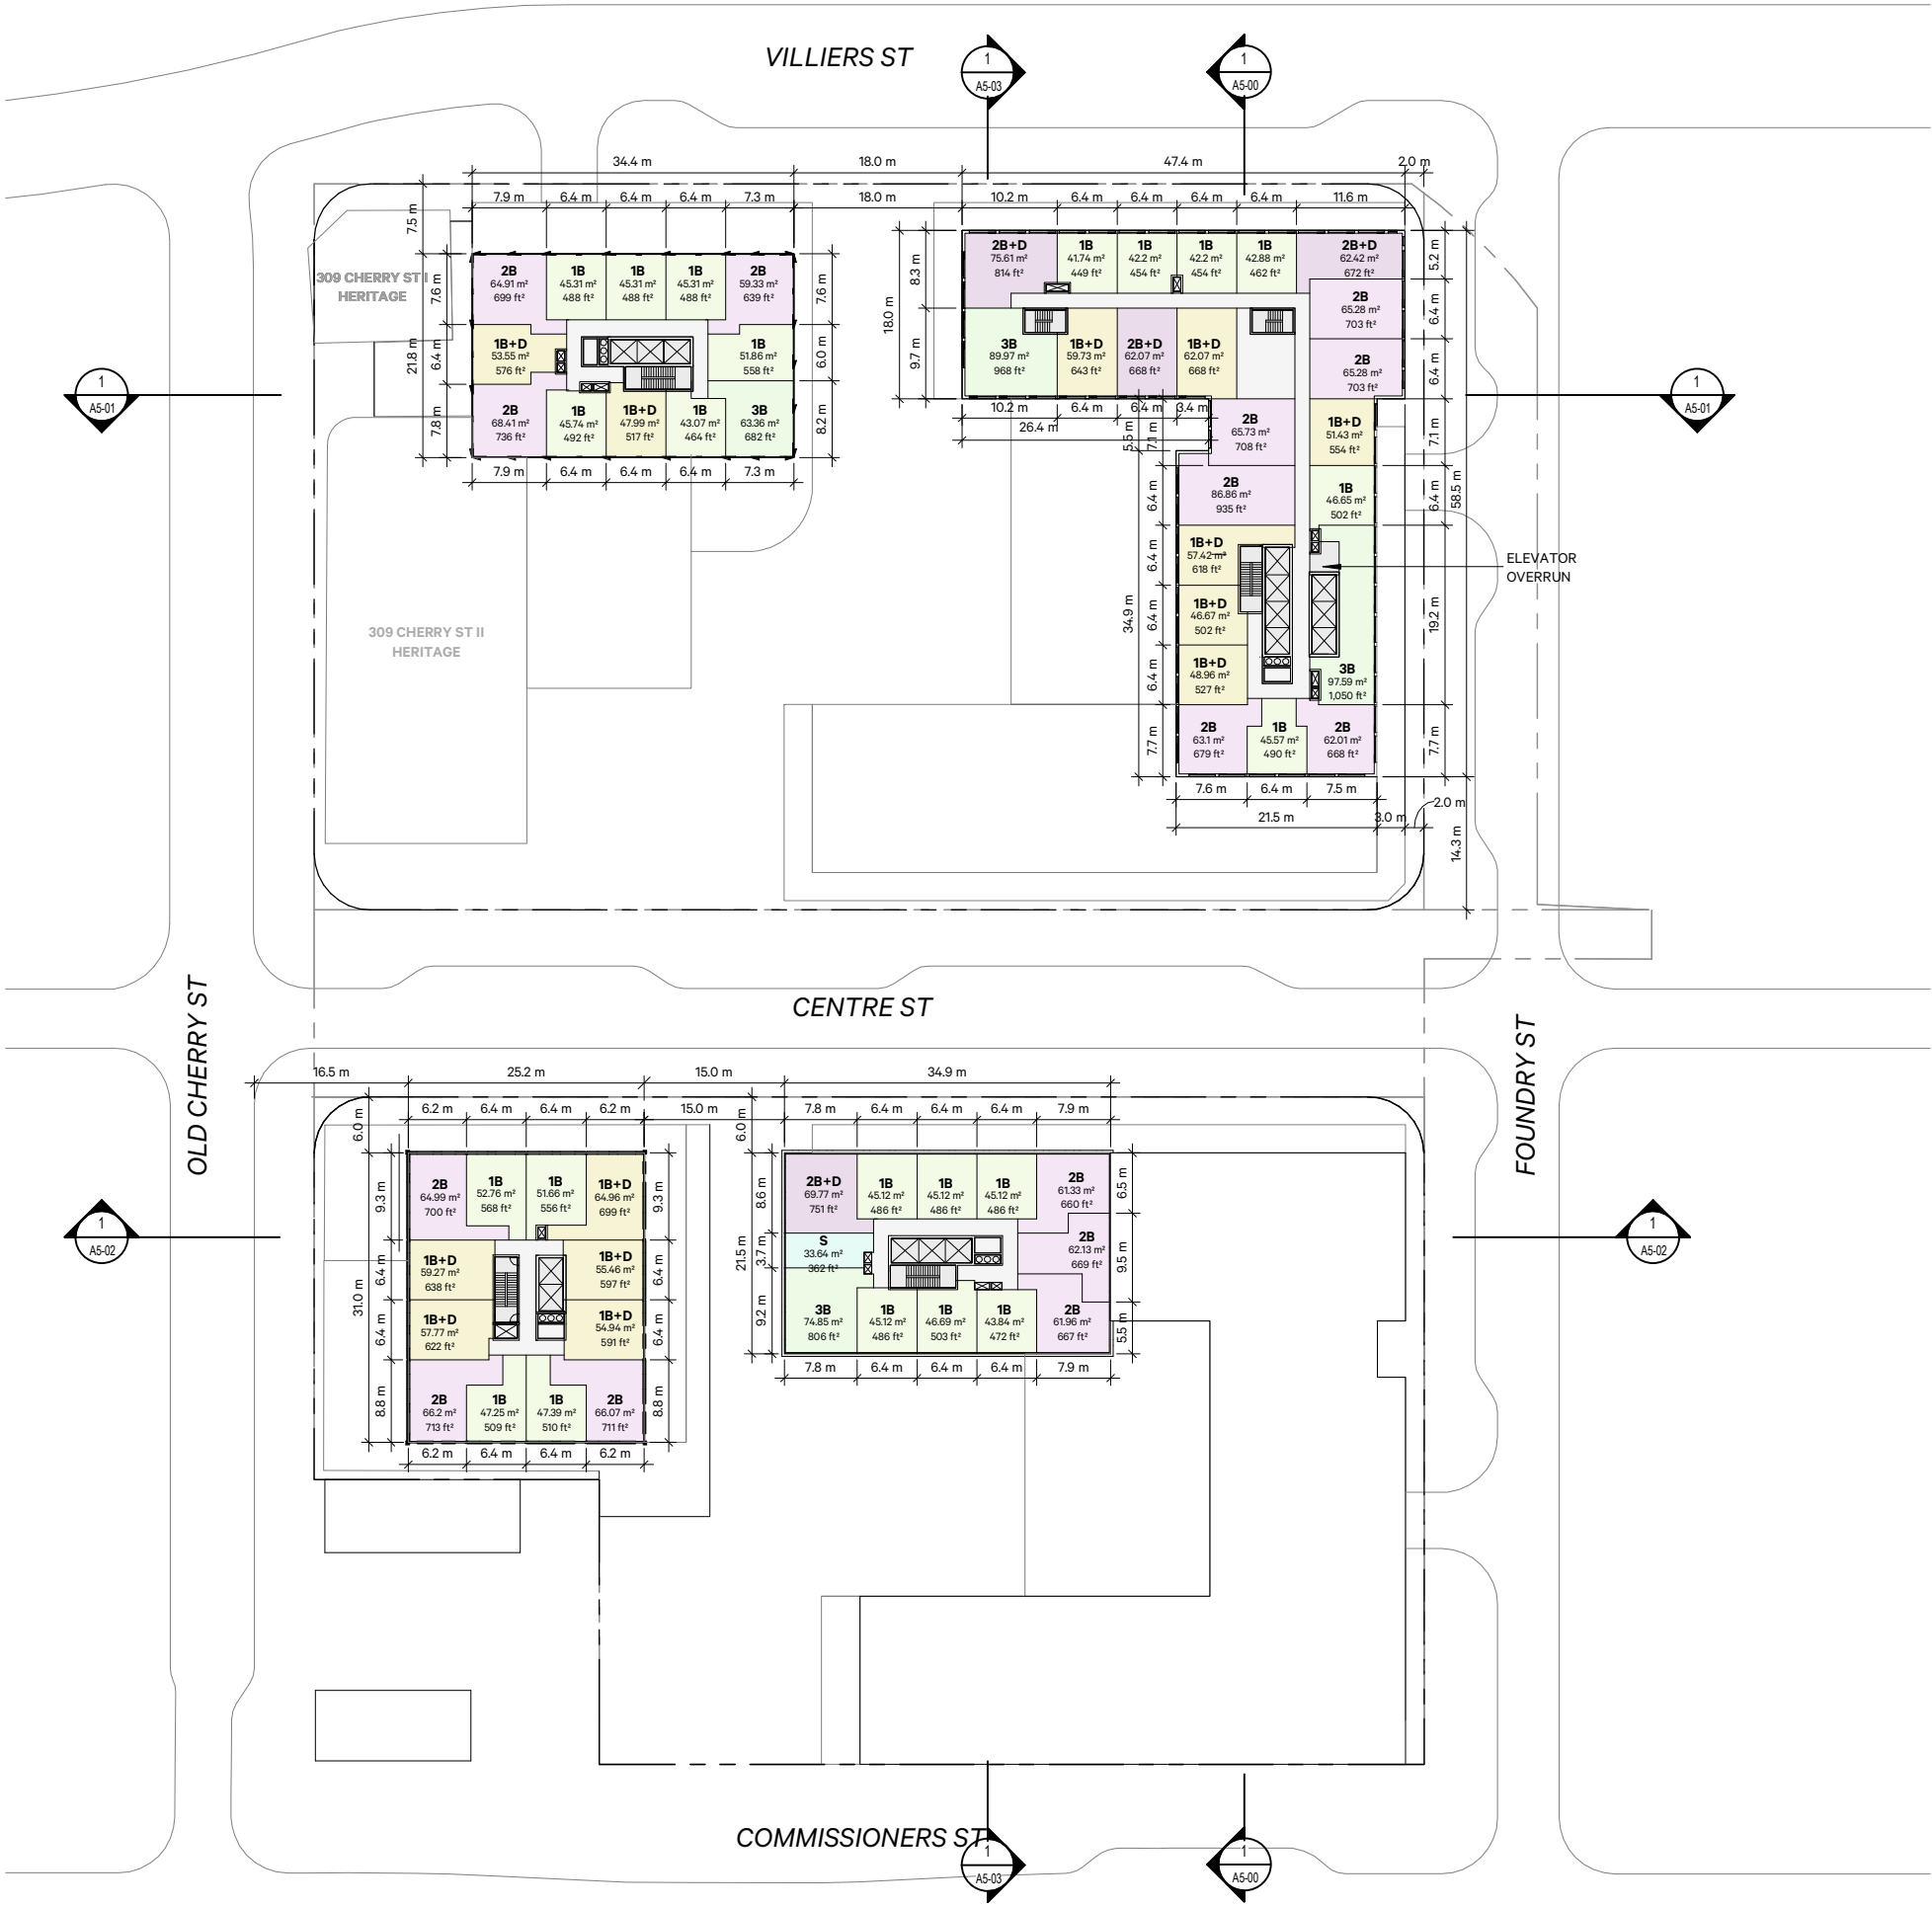 VILLIERS ST
1
A5-03
1
A5-00
34.4 m
18.0 m
47.4 m
2.0 m
7.9 m
6.4 m
6.4 m
6.4 m
7.3 m
18.0 m
10.2 m
6.4 m
6.4 m
6.4 m
6.4 m
11.6 m
7.5 m
21.8 m
7.6 m
6.4 m
7.8 m
309 CHERRY ST I
HERITAGE
2B
64.91 m²
699 ft²
1B
45.31 m²
488 ft²
1B
45.31 m²
488 ft²
1B
45.31 m²
488 ft²
2B
59.33 m²
639 ft²
1B+D
53.55 m²
576 ft²
1B
51.86 m²
558 ft²
2B
68.41 m²
736 ft²
1B
45.74 m²
492 ft²
1B+D
47.99 m²
517 ft²
1B
43.07 m²
464 ft²
3B
63.36 m²
682 ft²
7.6 m
6.0 m
8.2 m
7.9 m
6.4 m
6.4 m
6.4 m
7.3 m
18.0 m
8.3 m
9.7 m
2B+D
75.61 m²
814 ft²
1B
41.74 m²
449 ft²
1B
42.2 m²
454 ft²
1B
42.2 m²
454 ft²
1B
42.88 m²
462 ft²
2B+D
62.42 m²
672 ft²
2B
65.28 m²
703 ft²
3B
89.97 m²
968 ft²
1B+D
59.73 m²
643 ft²
2B+D
62.07 m²
668 ft²
1B+D
62.07 m²
668 ft²
2B
65.28 m²
703 ft²
5.2 m
6.4 m
6.4 m
7.1 m
6.4 m
58.5 m
19.2 m
7.7 m
14.3 m
10.2 m
6.4 m
6.4 m
3.4 m
26.4 m
5.5 m
7.1 m
6.4 m
6.4 m
34.9 m
6.4 m
6.4 m
7.7 m
2B
65.73 m²
708 ft²
1B+D
51.43 m²
554 ft²
2B
86.86 m²
935 ft²
1B
46.65 m²
502 ft²
1B+D
57.42 m²
618 ft²
ELEVATOR
OVERRUN
1B+D
46.67 m²
502 ft²
1B+D
48.96 m²
527 ft²
3B
97.59 m²
1,050 ft²
2B
63.1 m²
679 ft²
1B
45.57 m²
490 ft²
2B
62.01 m²
668 ft²
7.6 m
6.4 m
7.5 m
2.0 m
21.5 m
3.0 m
1
A5-01
1
A5-01
309 CHERRY ST II
HERITAGE
CENTRE ST
OLD CHERRY ST
FOUNDRY ST
16.5 m
25.2 m
15.0 m
34.9 m
6.2 m
6.4 m
6.4 m
6.2 m
15.0 m
7.8 m
6.4 m
6.4 m
6.4 m
7.9 m
6.0 m
31.0 m
9.3 m
6.4 m
6.4 m
8.8 m
2B
64.99 m²
700 ft²
1B
52.76 m²
568 ft²
1B
51.66 m²
556 ft²
1B+D
64.96 m²
699 ft²
1B+D
59.27 m²
638 ft²
1B+D
55.46 m²
597 ft²
1B+D
57.77 m²
622 ft²
1B+D
54.94 m²
591 ft²
2B
66.2 m²
713 ft²
1B
47.25 m²
509 ft²
1B
47.39 m²
510 ft²
2B
66.07 m²
711 ft²
9.3 m
6.4 m
6.4 m
8.8 m
6.2 m
6.4 m
6.4 m
6.2 m
6.0 m
21.5 m
8.6 m
3.7 m
9.2 m
2B+D
69.77 m²
751 ft²
1B
45.12 m²
486 ft²
1B
45.12 m²
486 ft²
1B
45.12 m²
486 ft²
2B
61.33 m²
660 ft²
S
33.64 m²
362 ft²
2B
62.13 m²
669 ft²
3B
74.85 m²
806 ft²
1B
45.12 m²
486 ft²
1B
46.69 m²
503 ft²
1B
43.84 m²
472 ft²
2B
61.96 m²
667 ft²
6.5 m
9.5 m
5.5 m
7.8 m
6.4 m
6.4 m
6.4 m
7.9 m
1
A5-02
1
A5-02
COMMISSIONERS ST
1
A5-03
1
A5-00